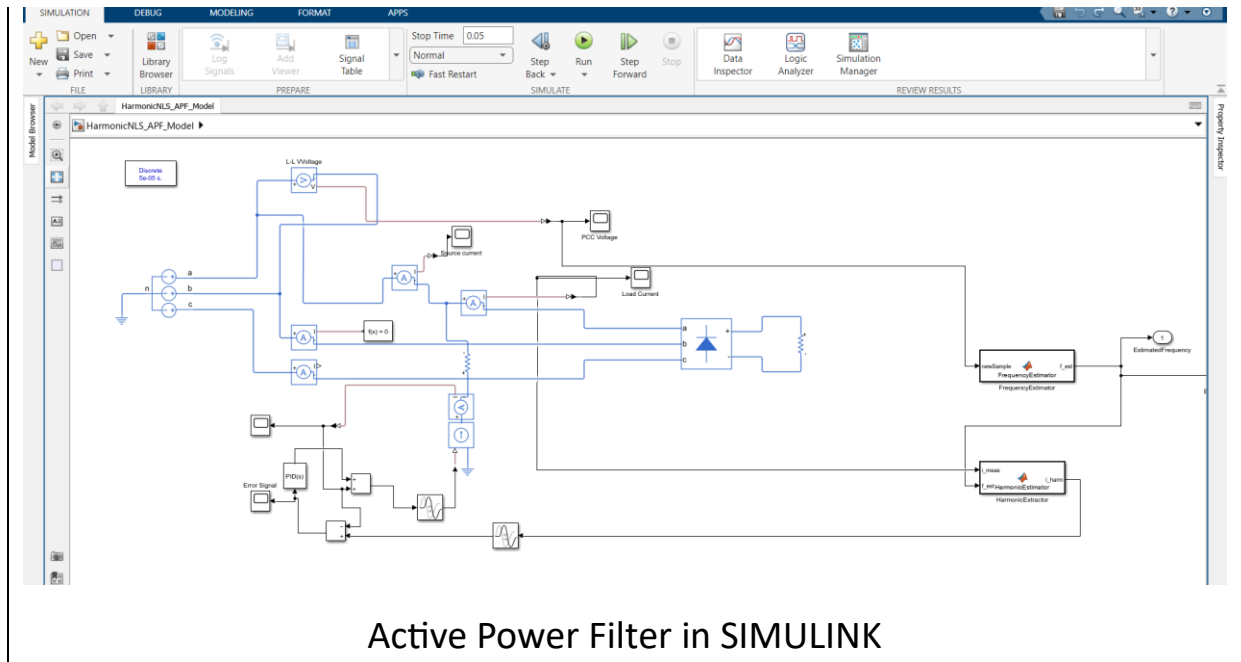 SIMULATION DEBUG MODELING FORMAT APPS
New
Open
Save
Print
FILE
Library Browser
LIBRARY
Log Signals
Add Viewer
Signal Table
PREPARE
Stop Time 0.05
Normal
Fast Restart
Step Back
Run
Step Forward
Stop
SIMULATE
Data Inspector
Logic Analyzer
Simulation Manager
REVIEW RESULTS
Model Browser
Property Inspector
HarmonicNLS_APF_Model
HarmonicNLS_APF_Model
Discrete
5e-05 s.
L-L VVoltage
PCC Voltage
Source current
Load Current
n
a
b
c
f(x) = 0
a
b
c
newSample
FrequencyEstimator
f_est
FrequencyEstimator
1
EstimatedFrequency
i_meas
f_est
HarmonicEstimator
i_harm
HarmonicExtractor
PID(s)
Error Signal
Active Power Filter in SIMULINK